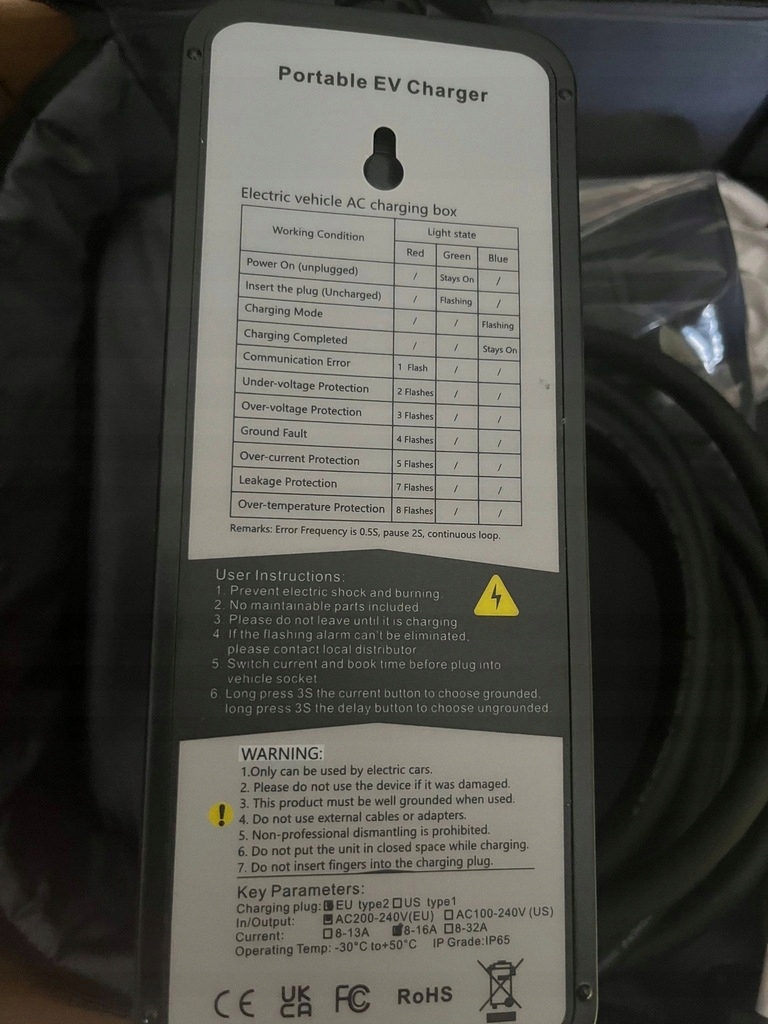 Portable EV Charger
Electric vehicle AC charging box
Working Condition Light state
Red Green Blue
Power On (unplugged) / Stays On /
Insert the plug (Uncharged) / Flashing /
Charging Mode / / Flashing
Charging Completed / / Stays On
Communication Error 1 Flash / /
Under-voltage Protection 2 Flashes / /
Over-voltage Protection 3 Flashes / /
Ground Fault 4 Flashes / /
Over-current Protection 5 Flashes / /
Leakage Protection 7 Flashes / /
Over-temperature Protection 8 Flashes / /
Remarks: Error Frequency is 0.5S, pause 2S, continuous loop.
User Instructions:
1. Prevent electric shock and burning.
2. No maintainable parts included.
3. Please do not leave until it is charging.
4. If the flashing alarm can't be eliminated,
please contact local distributor.
5. Switch current and book time before plug into
vehicle socket.
6. Long press 3S the current button to choose grounded,
long press 3S the delay button to choose ungrounded.
WARNING:
1.Only can be used by electric cars.
2. Please do not use the device if it was damaged.
3. This product must be well grounded when used.
4. Do not use external cables or adapters.
5. Non-professional dismantling is prohibited.
6. Do not put the unit in closed space while charging.
7. Do not insert fingers into the charging plug.
Key Parameters:
Charging plug: EU type2 US type1
In/Output: AC200-240V(EU) AC100-240V (US)
Current: 8-13A 8-16A 8-32A
Operating Temp: -30°C to+50°C IP Grade:IP65
CE UKCA FC RoHS